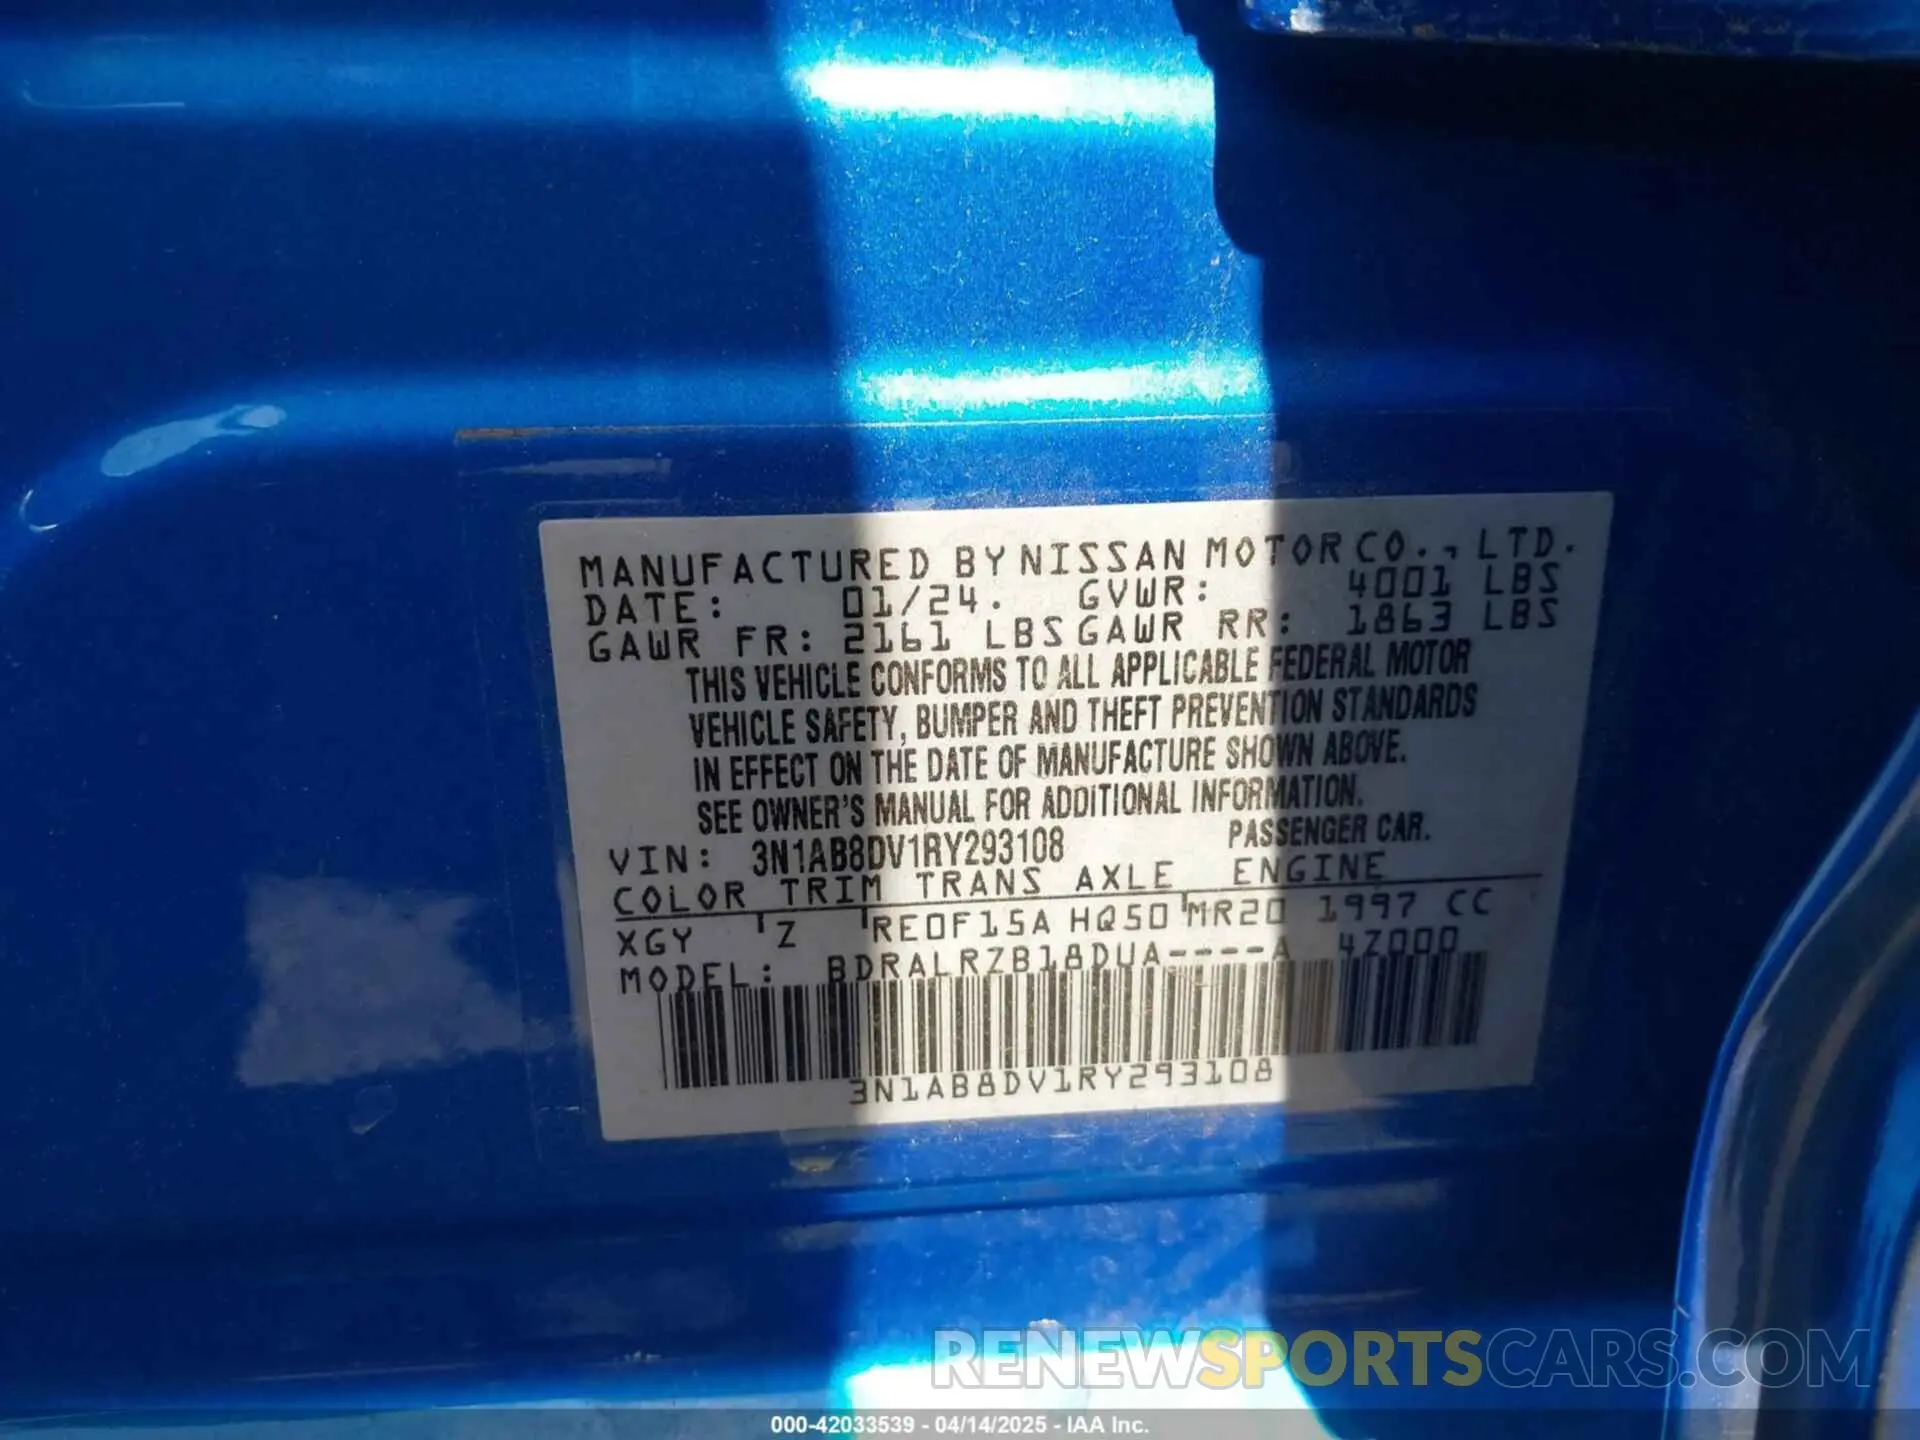 MANUFACTURED BY NISSAN MOTOR CO., LTD.
DATE: 01/24. GVWR: 4001 LBS
GAWR FR: 2161 LBS GAWR RR: 1863 LBS
THIS VEHICLE CONFORMS TO ALL APPLICABLE FEDERAL MOTOR
VEHICLE SAFETY, BUMPER AND THEFT PREVENTION STANDARDS
IN EFFECT ON THE DATE OF MANUFACTURE SHOWN ABOVE.
SEE OWNER'S MANUAL FOR ADDITIONAL INFORMATION.
VIN: 3N1AB8DV1RY293108 PASSENGER CAR.
COLOR TRIM TRANS AXLE ENGINE
XGY Z RE0F15A HQ50 MR20 1997 CC
MODEL: BDRALRZB18DUA----A 4Z000
3N1AB8DV1RY293108
RENEWSPORTSCARS.COM
000-42033539 - 04/14/2025 - IAA Inc.